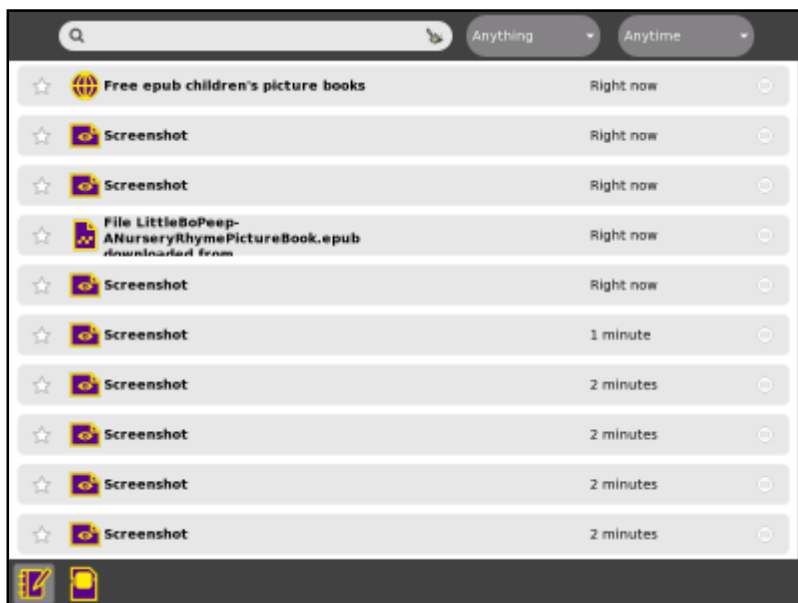 Anything
Anytime
Free epub children's picture books
Right now
Screenshot
Right now
Screenshot
Right now
File LittleBoPeep-
ANurseryRhymePictureBook.epub
downloaded from
Right now
Screenshot
Right now
Screenshot
1 minute
Screenshot
2 minutes
Screenshot
2 minutes
Screenshot
2 minutes
Screenshot
2 minutes